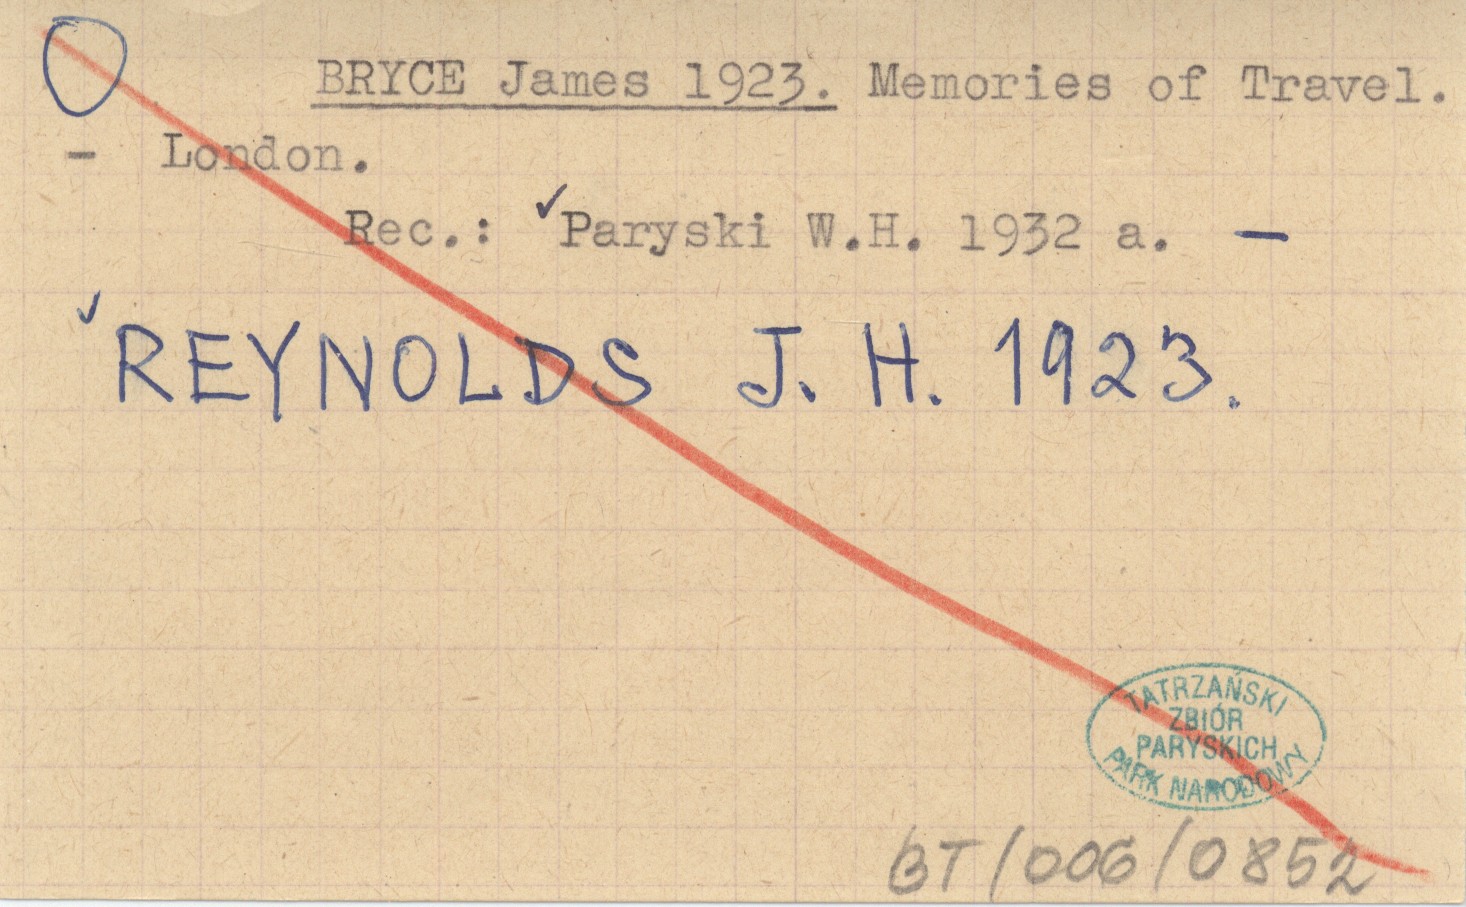 BRYCE James 1923. Memories of Travel.
- London.
Rec.: ✓Paryski W.H. 1932 a. —
✓REYNOLDS J. H. 1923.
TATRZAŃSKI
ZBIÓR
PARYSKICH
PARK NARODOWY
BT/006/0852